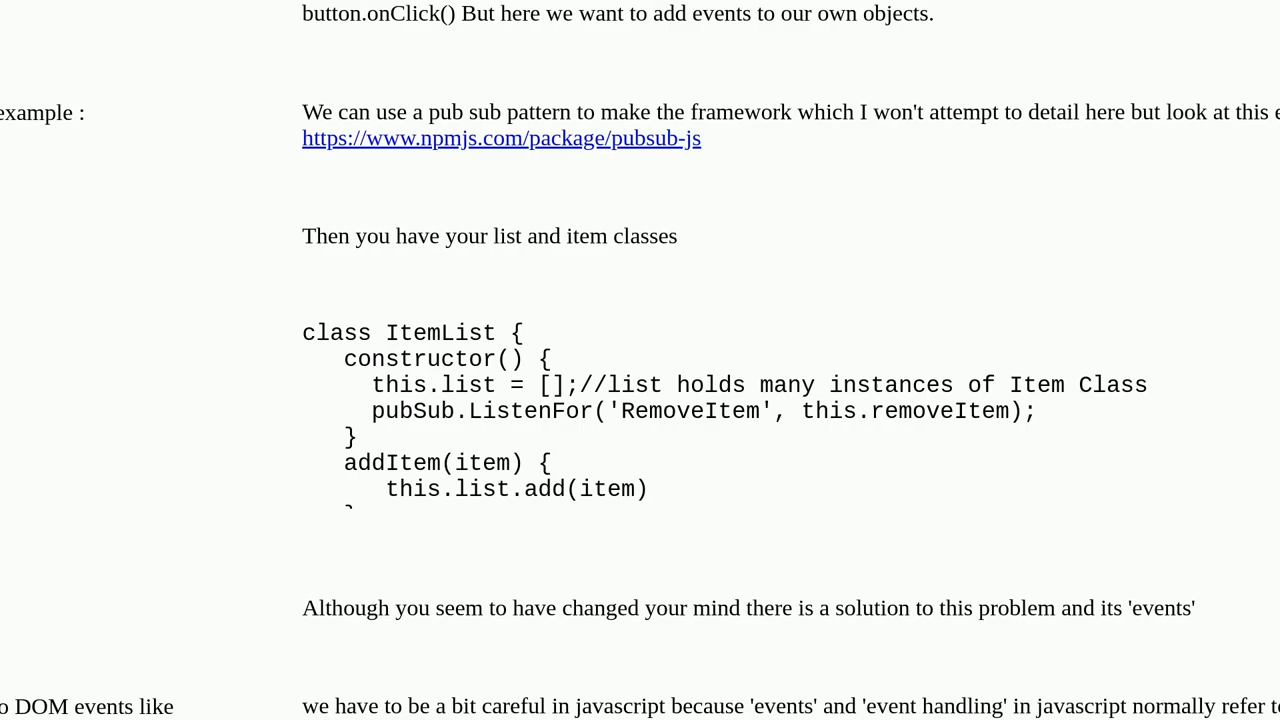 button.onClick() But here we want to add events to our own objects.
example :
We can use a pub sub pattern to make the framework which I won't attempt to detail here but look at this
https://www.npmjs.com/package/pubsub-js
Then you have your list and item classes
class ItemList {
   constructor() {
     this.list = [];//list holds many instances of Item Class
     pubSub.ListenFor('RemoveItem', this.removeItem);
   }
   addItem(item) {
      this.list.add(item)
Although you seem to have changed your mind there is a solution to this problem and its 'events'
o DOM events like
we have to be a bit careful in javascript because 'events' and 'event handling' in javascript normally refer